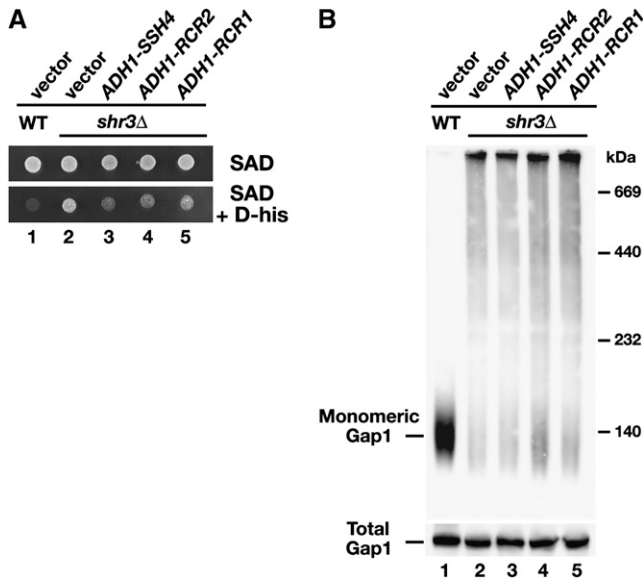 A
vector
vector
ADH1-SSH4
ADH1-RCR2
ADH1-RCR1
WT
shr3Δ
SAD
SAD
+ D-his
1 2 3 4 5
B
vector
vector
ADH1-SSH4
ADH1-RCR2
ADH1-RCR1
WT
shr3Δ
kDa
669
440
232
Monomeric
Gap1
140
Total
Gap1
1 2 3 4 5